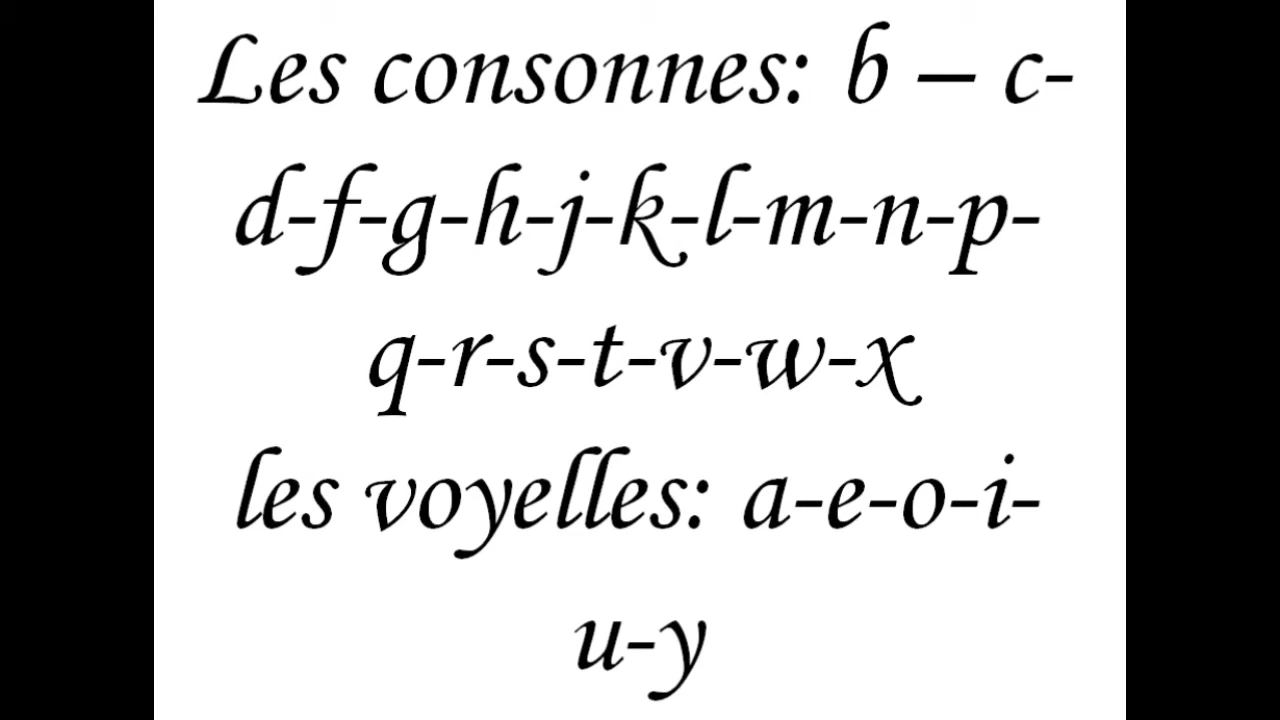 Les consonnes: b – c-
d-f-g-h-j-k-l-m-n-p-
q-r-s-t-v-w-x
les voyelles: a-e-o-i-
u-y